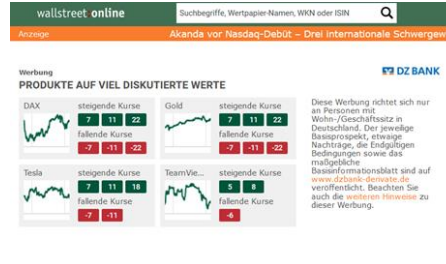 wallstreet online
Suchbegriffe, Wertpapier-Namen, WKN oder ISIN
Anzeige
Akanda vor Nasdaq-Debüt – Drei internationale Schwergew
Werbung
PRODUKTE AUF VIEL DISKUTIERTE WERTE
DZ BANK
DAX
steigende Kurse
7 11 22
fallende Kurse
-7 -11 -22
Gold
steigende Kurse
7 11 22
fallende Kurse
-7 -11 -22
Tesla
steigende Kurse
7 11 18
fallende Kurse
-7 -11
TeamVie...
steigende Kurse
5 8
fallende Kurse
-6
Diese Werbung richtet sich nur
an Personen mit
Wohn-/Geschäftssitz in
Deutschland. Der jeweilige
Basisprospekt, etwaige
Nachträge, die Endgültigen
Bedingungen sowie das
maßgebliche
Basisinformationsblatt sind auf
www.dzbank-derivate.de
veröffentlicht. Beachten Sie
auch die weiteren Hinweise zu
dieser Werbung.